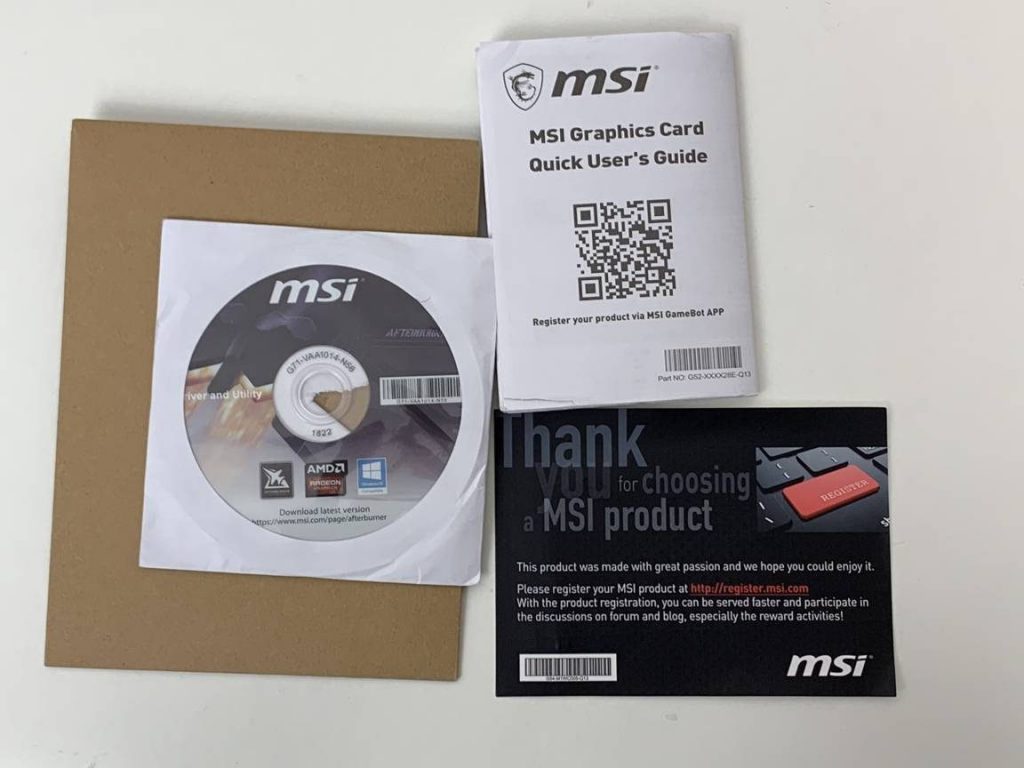 msi
MSI Graphics Card
Quick User's Guide
Register your product via MSI GameBot APP
Part NO: G52-XXXX28E-Q13
msi
AFTERBURNER
G71-VAA1014-N58
iver and Utility
1822
AMD
RADEON
Download latest version
https://www.msi.com/page/afterburner
Thank
you for choosing
a MSI product
REGISTER
This product was made with great passion and we hope you could enjoy it.
Please register your MSI product at http://register.msi.com
With the product registration, you can be served faster and participate in
the discussions on forum and blog, especially the reward activities!
msi